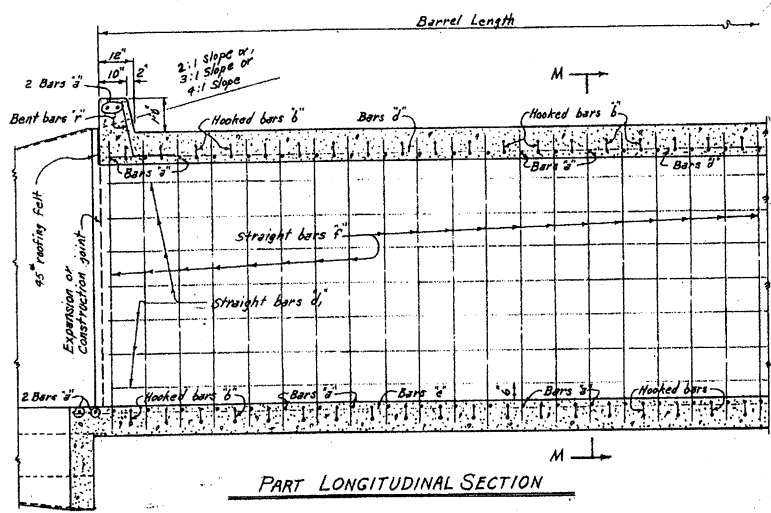 Barrel Length
12"
10" 2"
2:1 Slope or,
3:1 Slope or
4:1 Slope
2 Bars "a"
M
Bent bars "r"
Hooked bars "b"
Bars "d"
Hooked bars "b"
Bars "a"
Bars "a"
Bars "d"
45# roofing felt
Expansion or
Construction joint
Straight bars "f"
Straight bars "d1"
2 Bars "a"
Hooked bars "b"
Bars "a"
Bars "e"
6"
Bars "a"
Hooked bars
M
PART LONGITUDINAL SECTION